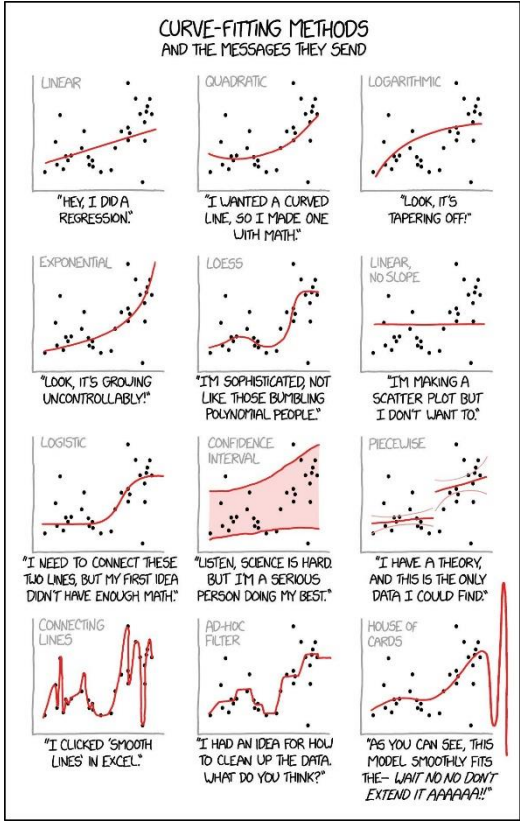 CURVE-FITTING METHODS
AND THE MESSAGES THEY SEND
LINEAR
"HEY, I DID A
REGRESSION."
QUADRATIC
"I WANTED A CURVED
LINE, SO I MADE ONE
WITH MATH."
LOGARITHMIC
"LOOK, IT'S
TAPERING OFF!"
EXPONENTIAL
"LOOK, IT'S GROWING
UNCONTROLLABLY!"
LOESS
"I'M SOPHISTICATED, NOT
LIKE THOSE BUMBLING
POLYNOMIAL PEOPLE."
LINEAR,
NO SLOPE
"I'M MAKING A
SCATTER PLOT BUT
I DON'T WANT TO."
LOGISTIC
"I NEED TO CONNECT THESE
TWO LINES, BUT MY FIRST IDEA
DIDN'T HAVE ENOUGH MATH."
CONFIDENCE
INTERVAL
"LISTEN, SCIENCE IS HARD.
BUT I'M A SERIOUS
PERSON DOING MY BEST."
PIECEWISE
"I HAVE A THEORY,
AND THIS IS THE ONLY
DATA I COULD FIND."
CONNECTING
LINES
"I CLICKED 'SMOOTH
LINES' IN EXCEL."
AD-HOC
FILTER
"I HAD AN IDEA FOR HOW
TO CLEAN UP THE DATA.
WHAT DO YOU THINK?"
HOUSE OF
CARDS
"AS YOU CAN SEE, THIS
MODEL SMOOTHLY FITS
THE- WAIT NO NO DON'T
EXTEND IT AAAAAA!!"